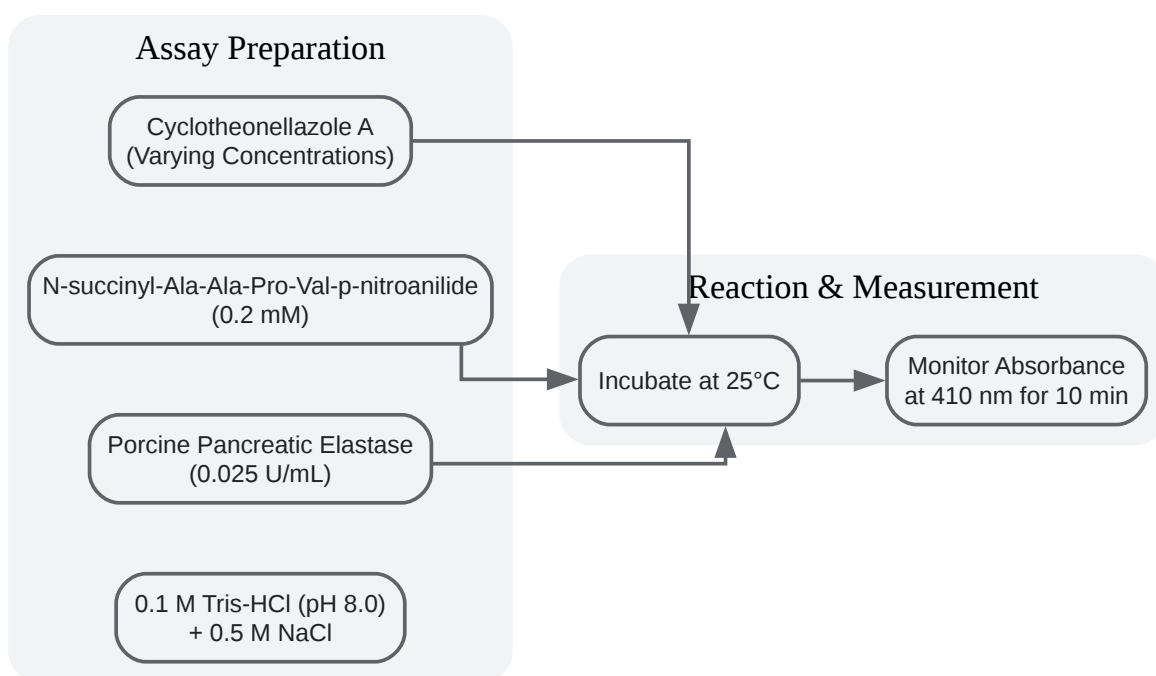 Assay Preparation
Cyclotheonellazole A
(Varying Concentrations)
N-succinyl-Ala-Ala-Pro-Val-p-nitroanilide
(0.2 mM)
Porcine Pancreatic Elastase
(0.025 U/mL)
0.1 M Tris-HCl (pH 8.0)
+ 0.5 M NaCl
Reaction & Measurement
Incubate at 25°C
Monitor Absorbance
at 410 nm for 10 min